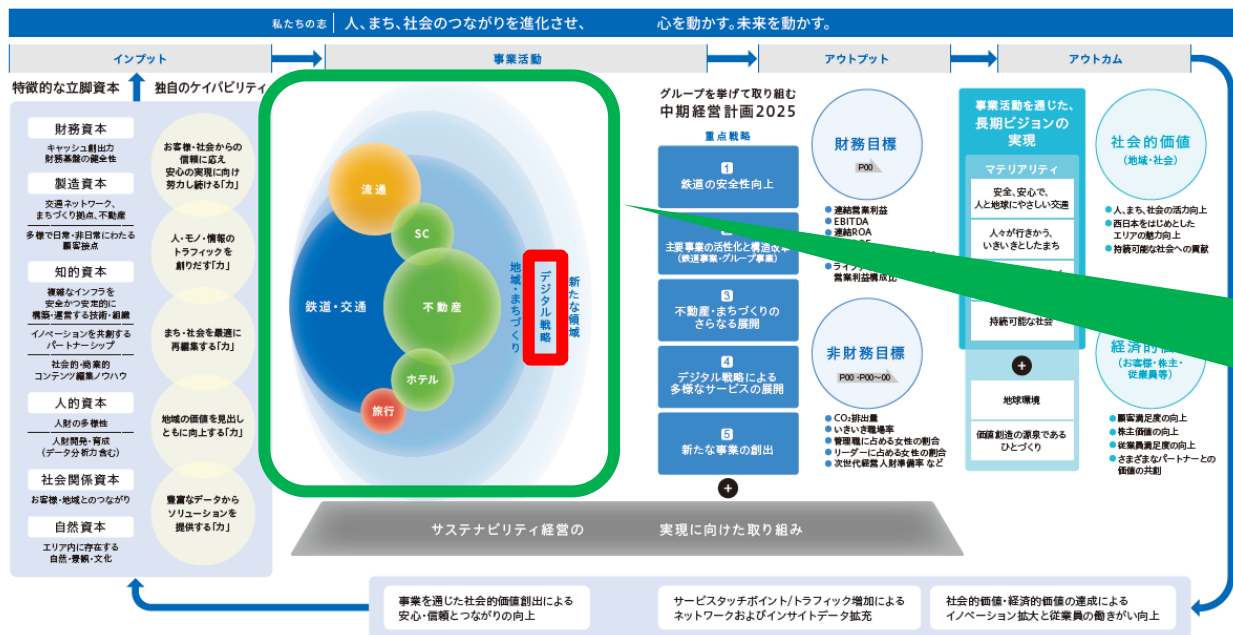 私たちの志 人、まち、社会のつながりを進化させ、 心を動かす。未来を動かす。
インプット
事業活動
アウトプット
アウトカム
特徴的な立脚資本
独自のケイパビリティ
財務資本
キャッシュ創出力
財務基盤の健全性
製造資本
交通ネットワーク、
まちづくり拠点、不動産
多様で日常・非日常にわたる
顧客接点
知的資本
複雑なインフラを
安全かつ安定的に
構築・運営する技術・組織
イノベーションを共創する
パートナーシップ
社会的・商業的
コンテンツ編集ノウハウ
人的資本
人財の多様性
人財開発・育成
(データ分析力含む)
社会関係資本
お客様・地域とのつながり
自然資本
エリア内に存在する
自然・景観・文化
お客様・社会からの
信頼に応え
安心の実現に向け
努力し続ける「力」
人・モノ・情報の
トラフィックを
創りだす「力」
まち・社会を最適に
再編集する「力」
地域の価値を見出し
ともに向上する「力」
豊富なデータから
ソリューションを
提供する「力」
流通
SC
鉄道・交通
不動産
ホテル
旅行
地域・まちづくり
デジタル戦略
新たな領域
グループを挙げて取り組む
中期経営計画2025
重点戦略
1
鉄道の安全性向上
主要事業の活性化と構造改革
(鉄道事業・グループ事業)
3
不動産・まちづくりの
さらなる展開
4
デジタル戦略による
多様なサービスの展開
5
新たな事業の創出
財務目標
P00
連結営業利益
EBITDA
連結ROA
営業利益構成比
非財務目標
P00・P00〜00
CO₂排出量
いきいき職場率
管理職に占める女性の割合
リーダーに占める女性の割合
次世代経営人財準備率 など
事業活動を通じた、
長期ビジョンの
実現
マテリアリティ
安全、安心で、
人と地球にやさしい交通
人々が行きかう、
いきいきとしたまち
持続可能な社会
地球環境
価値創造の源泉である
ひとづくり
社会的価値
(地域・社会)
人、まち、社会の活力向上
西日本をはじめとした
エリアの魅力向上
持続可能な社会への貢献
経済的価
(お客様・株主・
従業員等)
顧客満足度の向上
株主価値の向上
従業員満足度の向上
さまざまなパートナーとの
価値の共創
サステナビリティ経営の 実現に向けた取り組み
事業を通じた社会的価値創出による
安心・信頼とつながりの向上
サービスタッチポイント/トラフィック増加による
ネットワークおよびインサイトデータ拡充
社会的価値・経済的価値の達成による
イノベーション拡大と従業員の働きがい向上